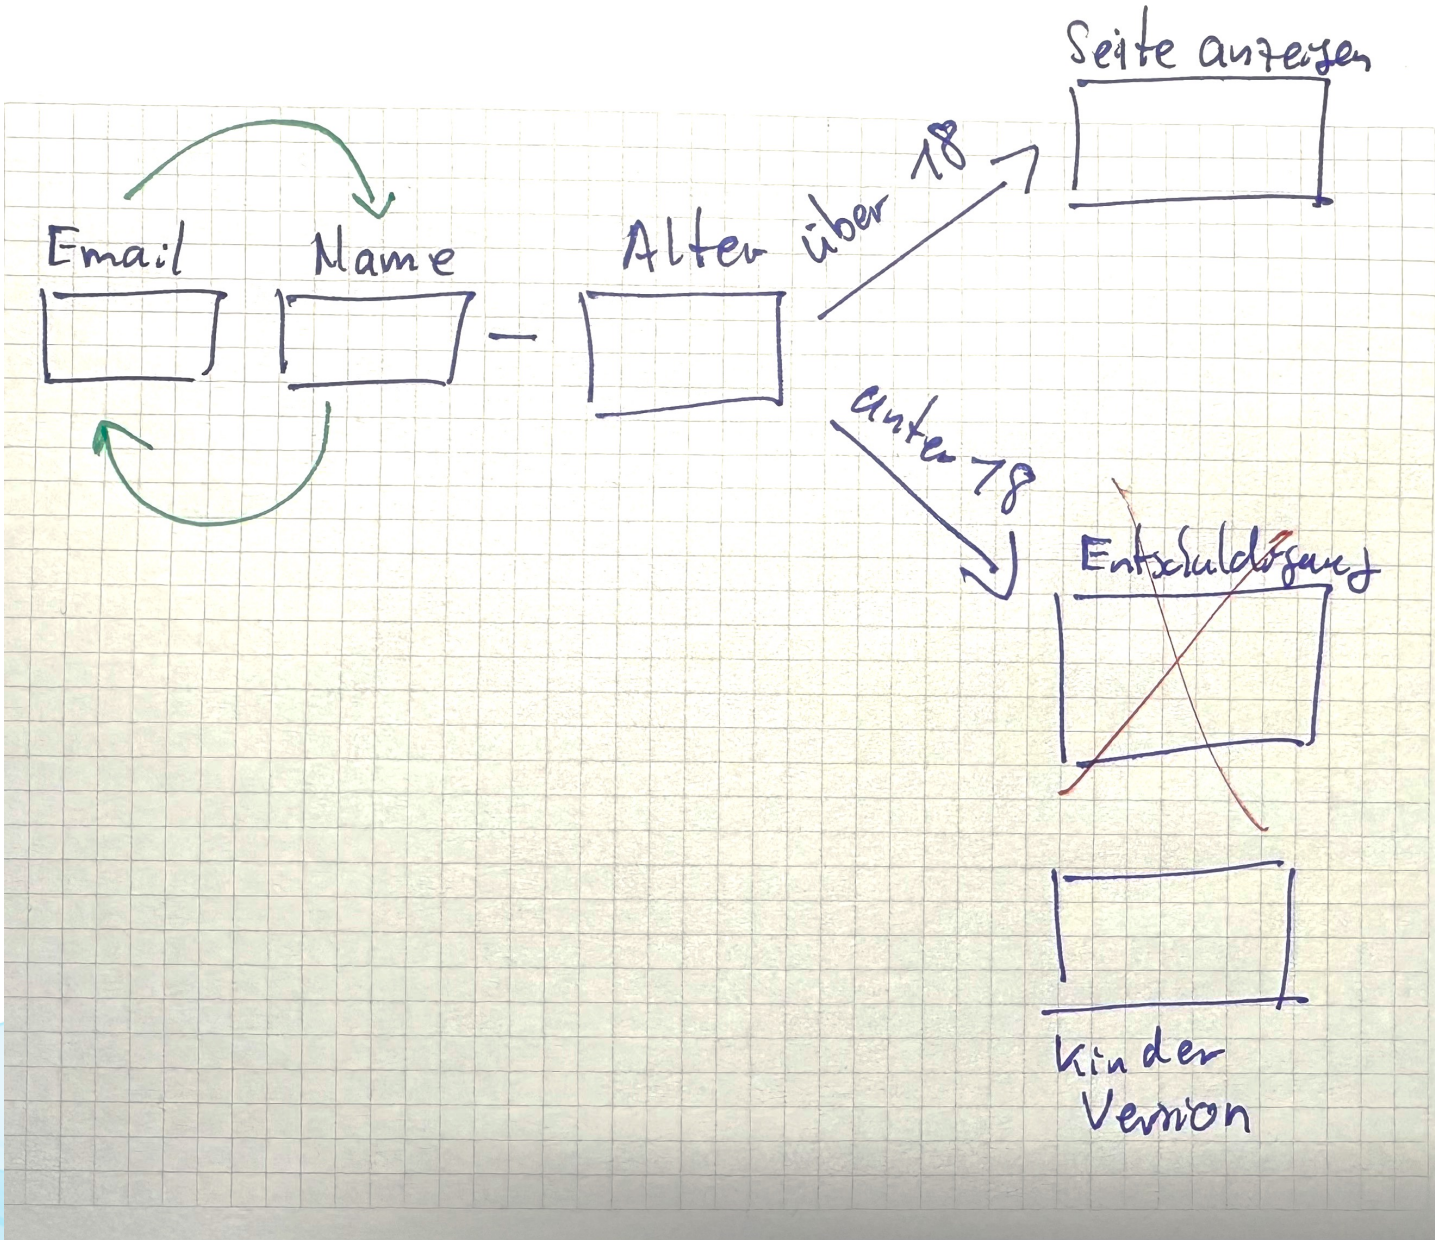 Seite anzeigen
Email
Name
Alter
über 18
unter 18
Entschuldigung
Kinder
Version